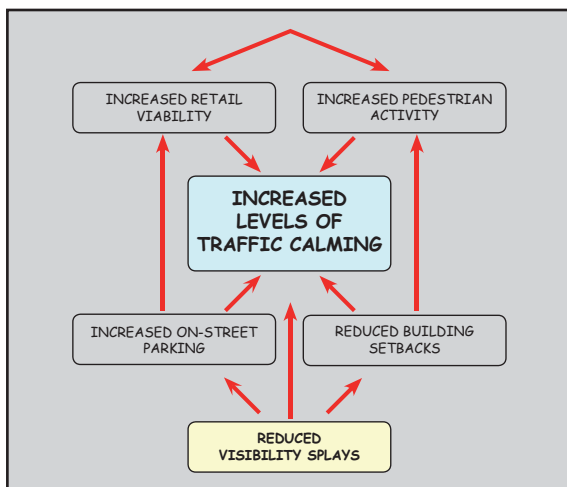 INCREASED RETAIL
VIABILITY
INCREASED PEDESTRIAN
ACTIVITY
INCREASED
LEVELS OF
TRAFFIC CALMING
INCREASED ON-STREET
PARKING
REDUCED BUILDING
SETBACKS
REDUCED
VISIBILITY SPLAYS